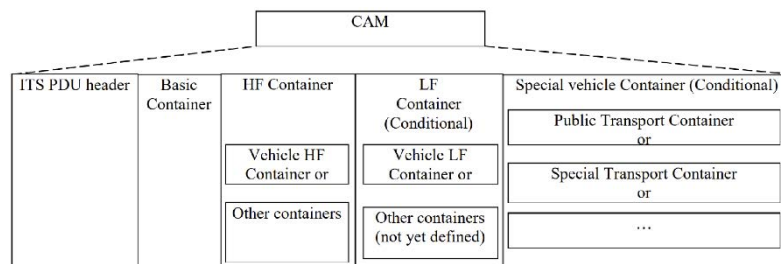 CAM
ITS PDU header
Basic
Container
HF Container
Vehicle HF
Container or
Other containers
LF
Container
(Conditional)
Vehicle LF
Container or
Other containers
(not yet defined)
Special vehicle Container (Conditional)
Public Transport Container
or
Special Transport Container
or
…